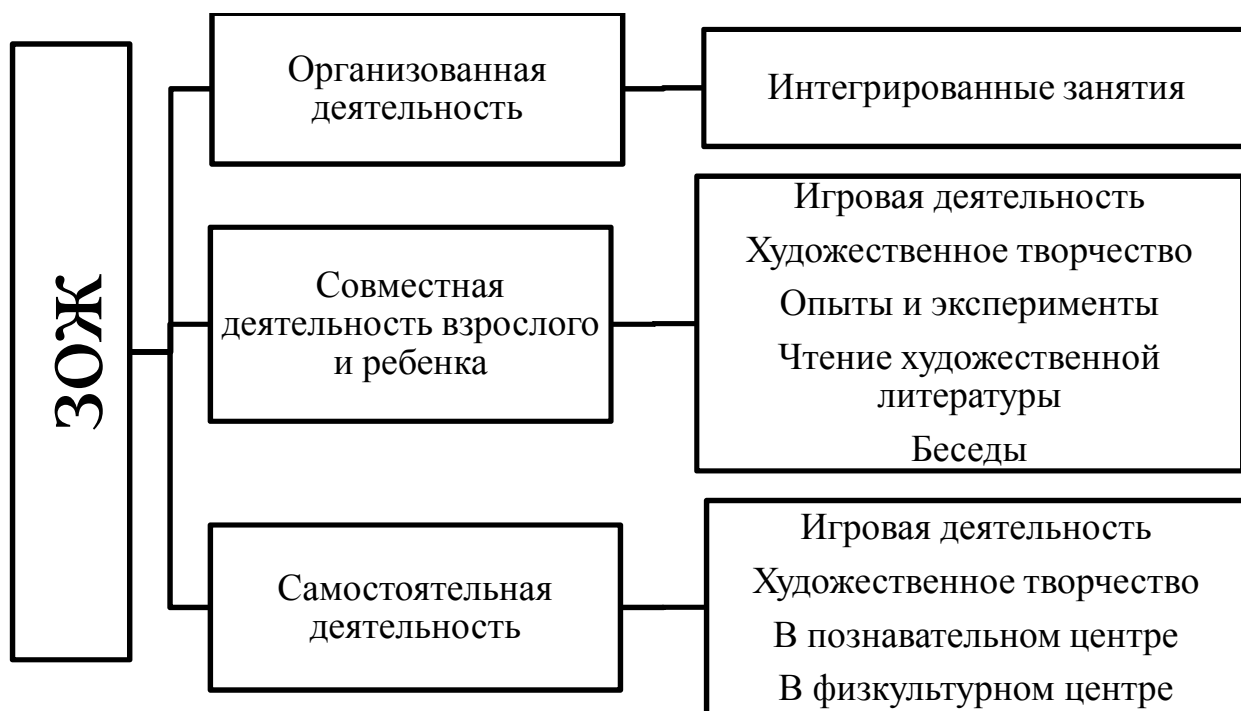 ЗОЖ
Организованная
деятельность
Интегрированные занятия
Совместная
деятельность взрослого
и ребенка
Игровая деятельность
Художественное творчество
Опыты и эксперименты
Чтение художественной
литературы
Беседы
Самостоятельная
деятельность
Игровая деятельность
Художественное творчество
В познавательном центре
В физкультурном центре